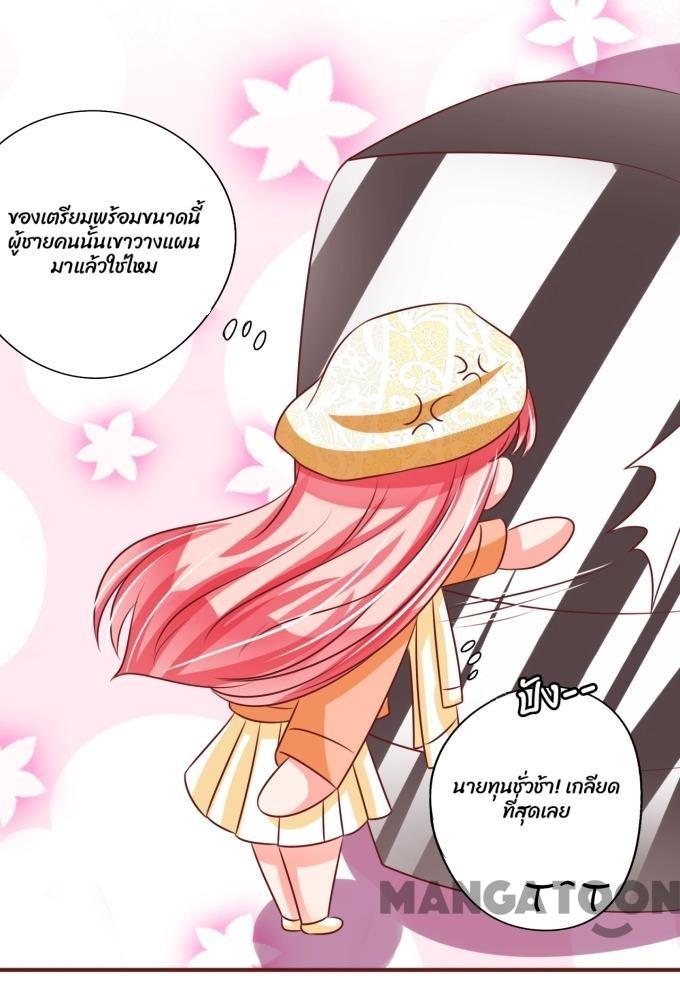 ของเตรียมพร้อมขนาดนี้
ผู้ชายคนนั้นเขาวางแผน
มาแล้วใช่ไหม
ปัง--
นายทุนชั่วช้า! เกลียด
ที่สุดเลย
T^T
MANGATOON